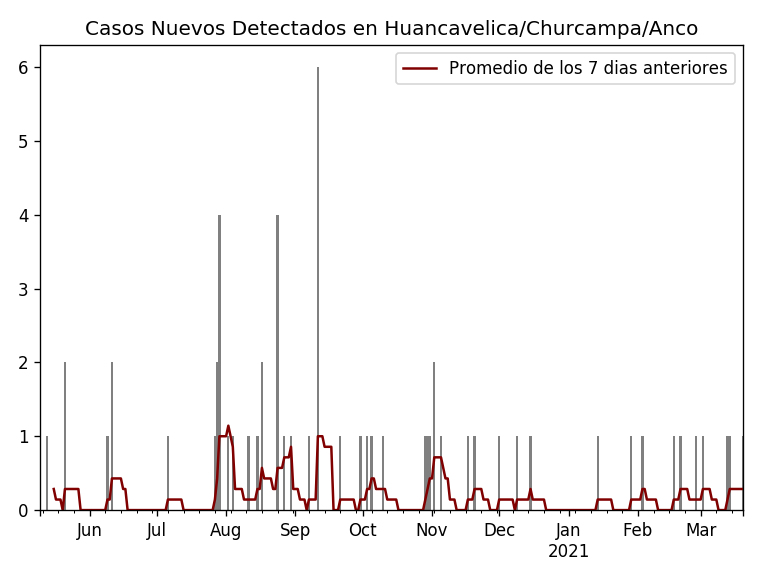 Casos Nuevos Detectados en Huancavelica/Churcampa/Anco
Promedio de los 7 dias anteriores
6
5
4
3
2
1
0
Jun Jul Aug Sep Oct Nov Dec Jan Feb Mar
2021